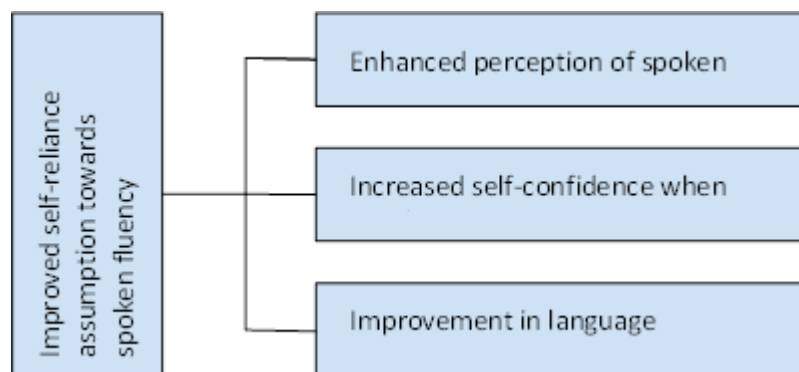 Improved self-reliance
assumption towards
spoken fluency
Enhanced perception of spoken
Increased self-confidence when
Improvement in language